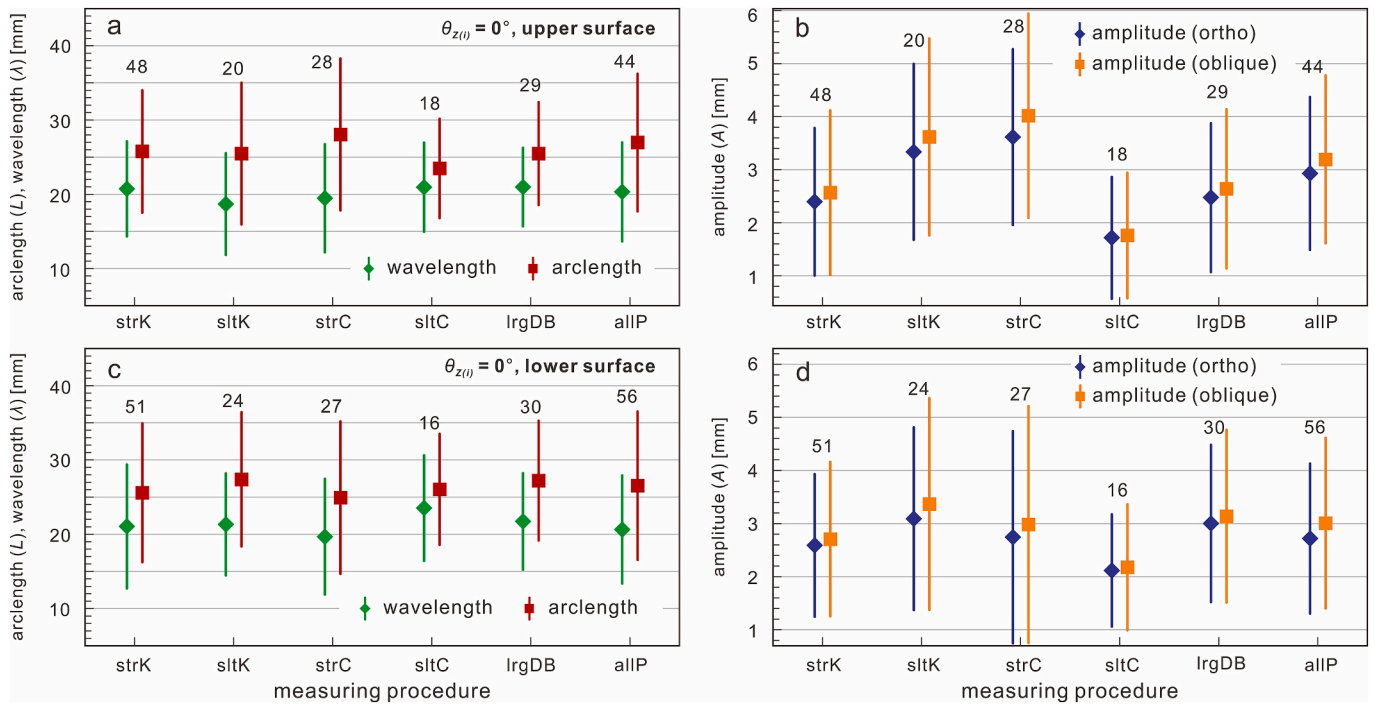 a
θz(i) = 0°, upper surface
arclength (L), wavelength (λ) [mm]
40
30
20
10
48
20
28
18
29
44
wavelength
arclength
strK
sltK
strC
sltC
lrgDB
allP
b
amplitude (ortho)
amplitude (oblique)
amplitude (A) [mm]
6
5
4
3
2
1
48
20
28
18
29
44
strK
sltK
strC
sltC
lrgDB
allP
c
θz(i) = 0°, lower surface
arclength (L), wavelength (λ) [mm]
40
30
20
10
51
24
27
16
30
56
wavelength
arclength
strK
sltK
strC
sltC
lrgDB
allP
measuring procedure
d
amplitude (ortho)
amplitude (oblique)
amplitude (A) [mm]
6
5
4
3
2
1
51
24
27
16
30
56
strK
sltK
strC
sltC
lrgDB
allP
measuring procedure